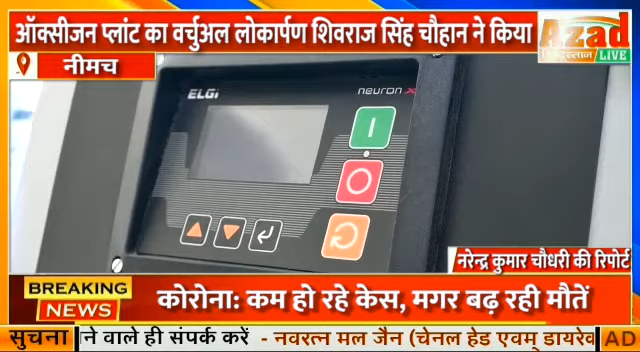 ऑक्सीजन प्लांट का वर्चुअल लोकार्पण शिवराज सिंह चौहान ने किया
Azad
हिन्दुस्तान
LIVE
नीमच
ELGi
neuron X
नरेन्द्र कुमार चौधरी की रिपोर्ट
BREAKING
NEWS
कोरोना: कम हो रहे केस, मगर बढ़ रही मौतें
सुचना ने वाले ही संपर्क करें - नवरत्न मल जैन (चेनल हेड एवम् डायरेक AD